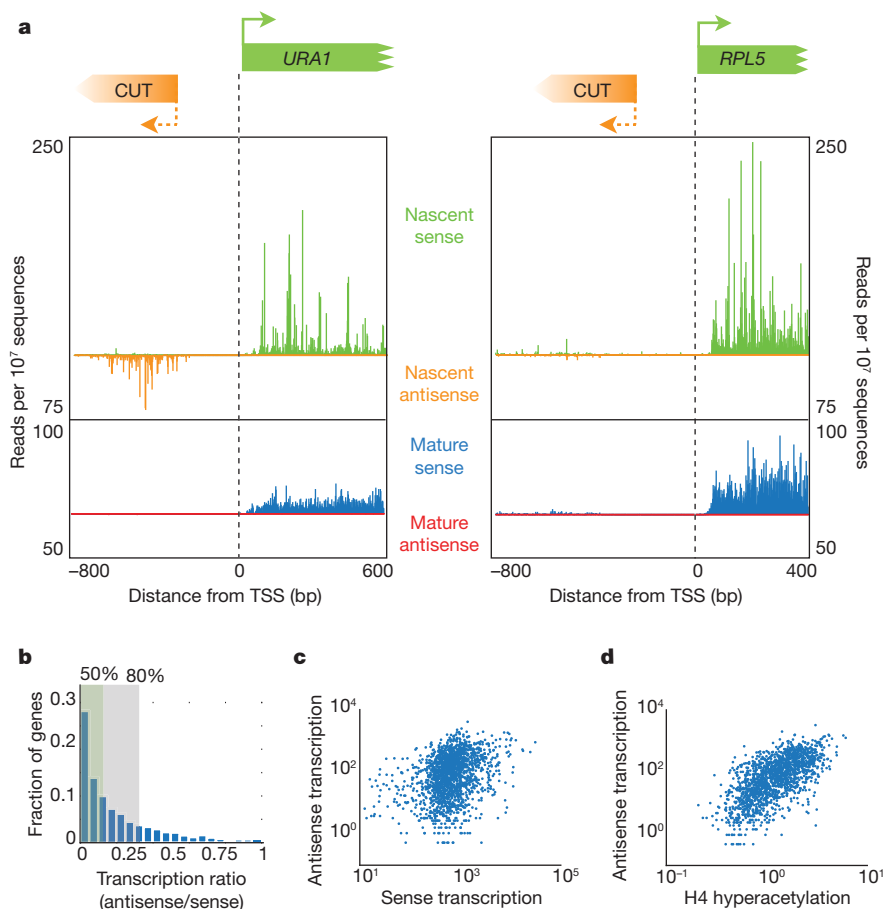 a
URA1
CUT
RPL5
CUT
250
Nascent
sense
Nascent
antisense
75
Reads per 10⁷ sequences
250
75
Reads per 10⁷ sequences
100
Mature
sense
Mature
antisense
50
100
50
−800 0 600
Distance from TSS (bp)
−800 0 400
Distance from TSS (bp)
b
50% 80%
0.3
0.2
0.1
0
Fraction of genes
0 0.25 0.5 0.75 1
Transcription ratio
(antisense/sense)
c
Antisense transcription
10⁴
10²
10⁰
10¹ 10³ 10⁵
Sense transcription
d
Antisense transcription
10⁴
10²
10⁰
10⁻¹ 10⁰ 10¹
H4 hyperacetylation